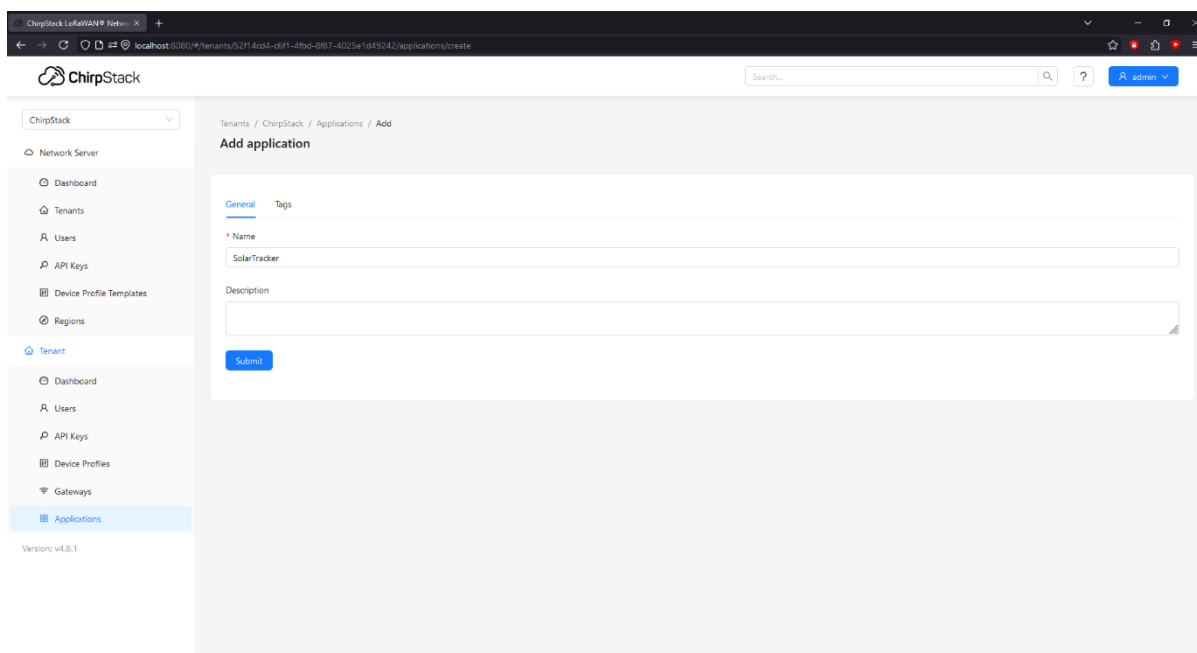 ChirpStack LoRaWAN® Netwo
localhost:8080/#/tenants/52f14cd4-c6f1-4fbd-8f87-4025e1d49242/applications/create
ChirpStack
Search...
?
admin
ChirpStack
Network Server
Dashboard
Tenants
Users
API Keys
Device Profile Templates
Regions
Tenant
Dashboard
Users
API Keys
Device Profiles
Gateways
Applications
Version: v4.8.1
Tenants / ChirpStack / Applications / Add
Add application
General Tags
* Name
SolarTracker
Description
Submit